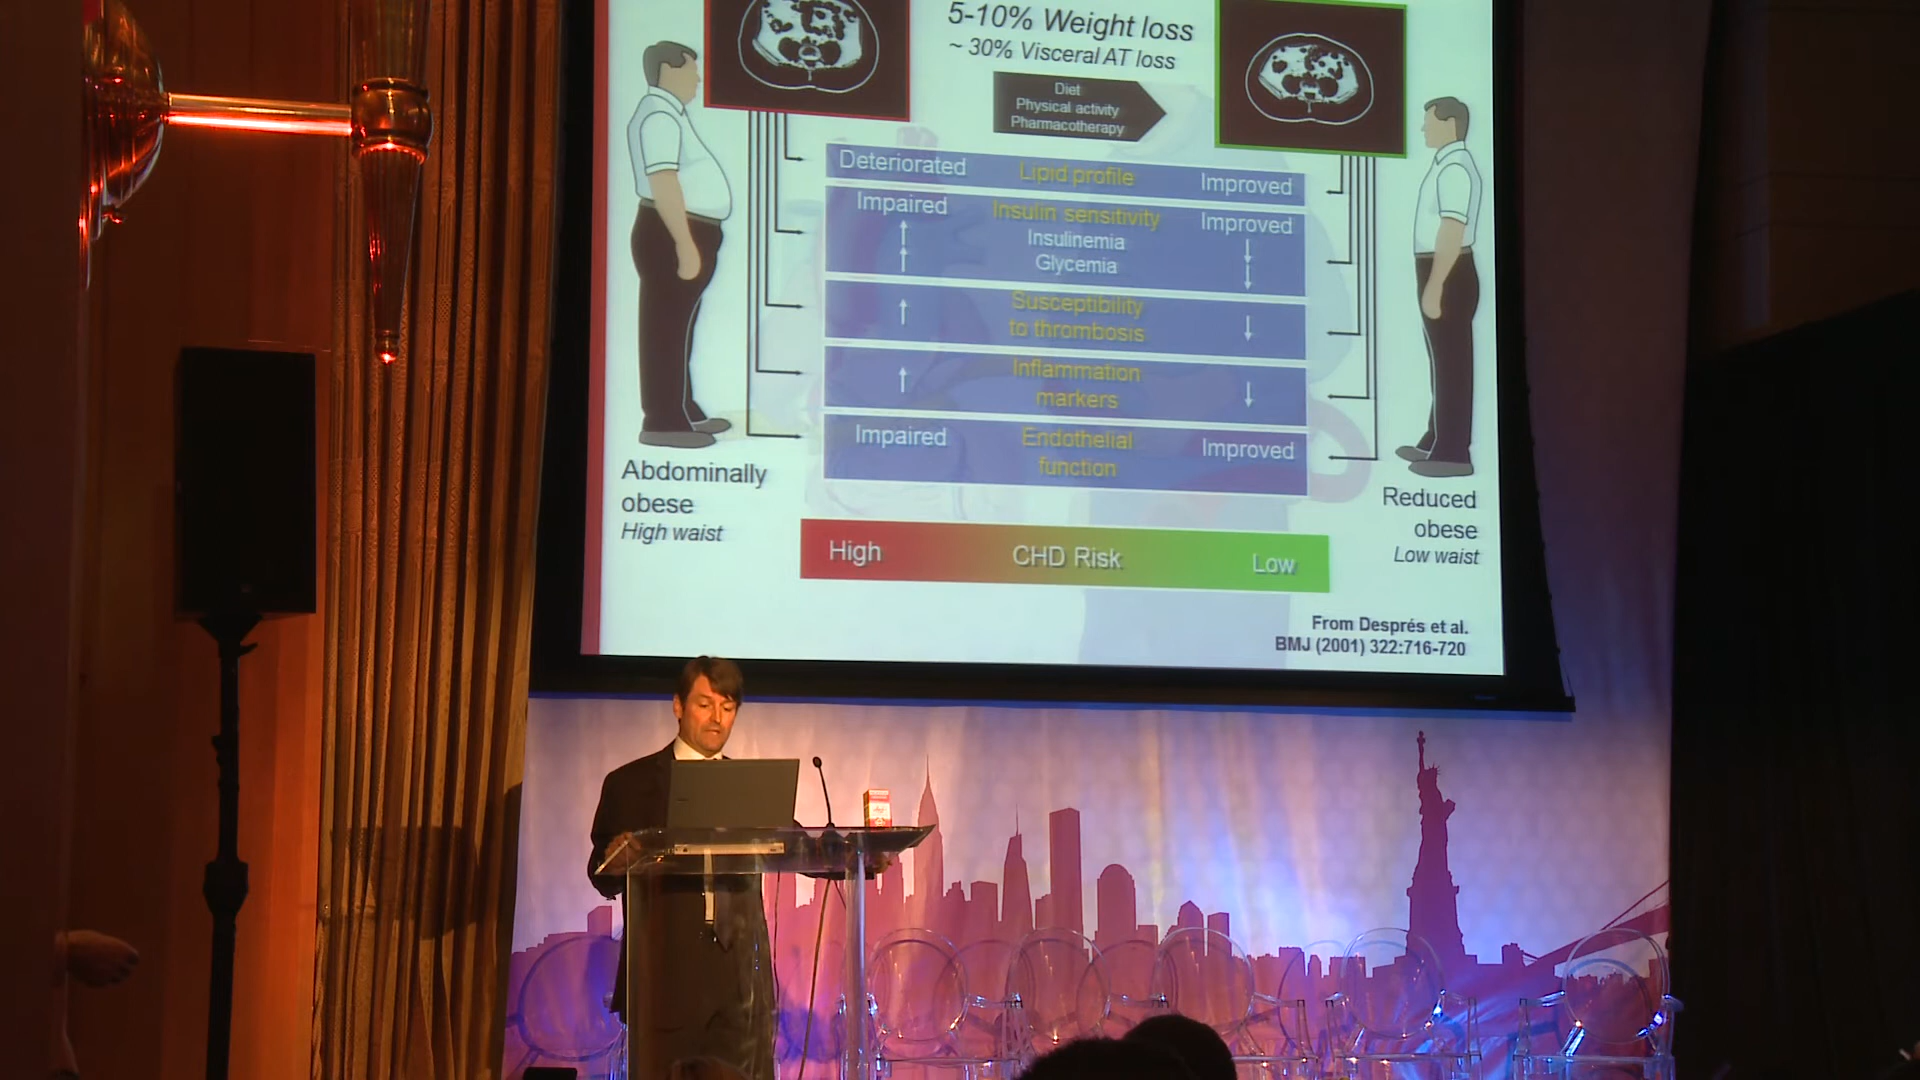 5-10% Weight loss
~ 30% Visceral AT loss
Diet
Physical activity
Pharmacotherapy
Deteriorated Lipid profile Improved
Impaired Insulin sensitivity Improved
Insulinemia
Glycemia
Susceptibility
to thrombosis
Inflammation
markers
Impaired Endothelial Improved
function
Abdominally
obese
High waist
Reduced
obese
Low waist
High CHD Risk Low
From Després et al.
BMJ (2001) 322:716-720